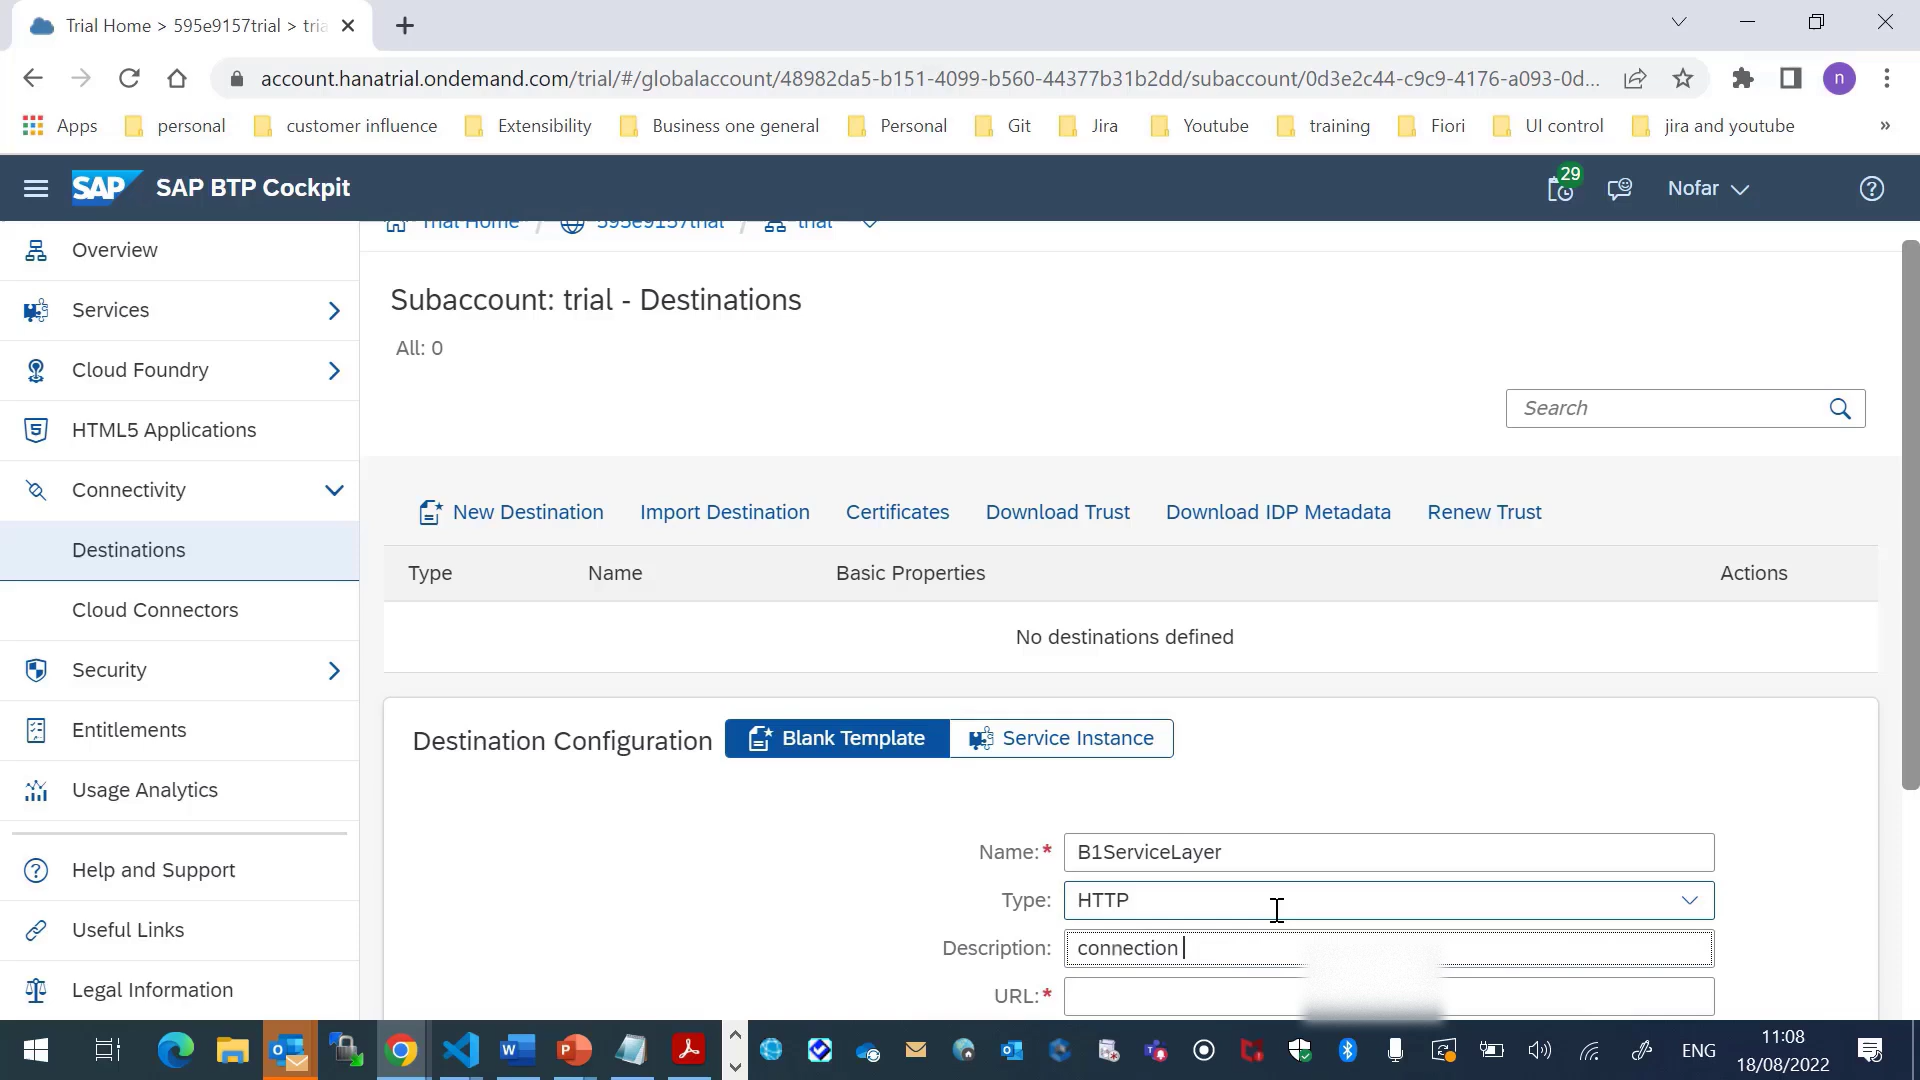 Trial Home > 595e9157trial > tria
account.hanatrial.ondemand.com/trial/#/globalaccount/48982da5-b151-4099-b560-44377b31b2dd/subaccount/0d3e2c44-c9c9-4176-a093-0d...
n
Apps personal customer influence Extensibility Business one general Personal Git Jira Youtube training Fiori UI control jira and youtube »
SAP SAP BTP Cockpit 29 Nofar
Trial Home / 595e9157trial / trial
Overview
Services
Cloud Foundry
HTML5 Applications
Connectivity
Destinations
Cloud Connectors
Security
Entitlements
Usage Analytics
Help and Support
Useful Links
Legal Information
Subaccount: trial - Destinations
All: 0
Search
New Destination Import Destination Certificates Download Trust Download IDP Metadata Renew Trust
Type Name Basic Properties Actions
No destinations defined
Destination Configuration Blank Template Service Instance
Name:* B1ServiceLayer
Type: HTTP
Description: connection
URL:*
ENG
11:08
18/08/2022